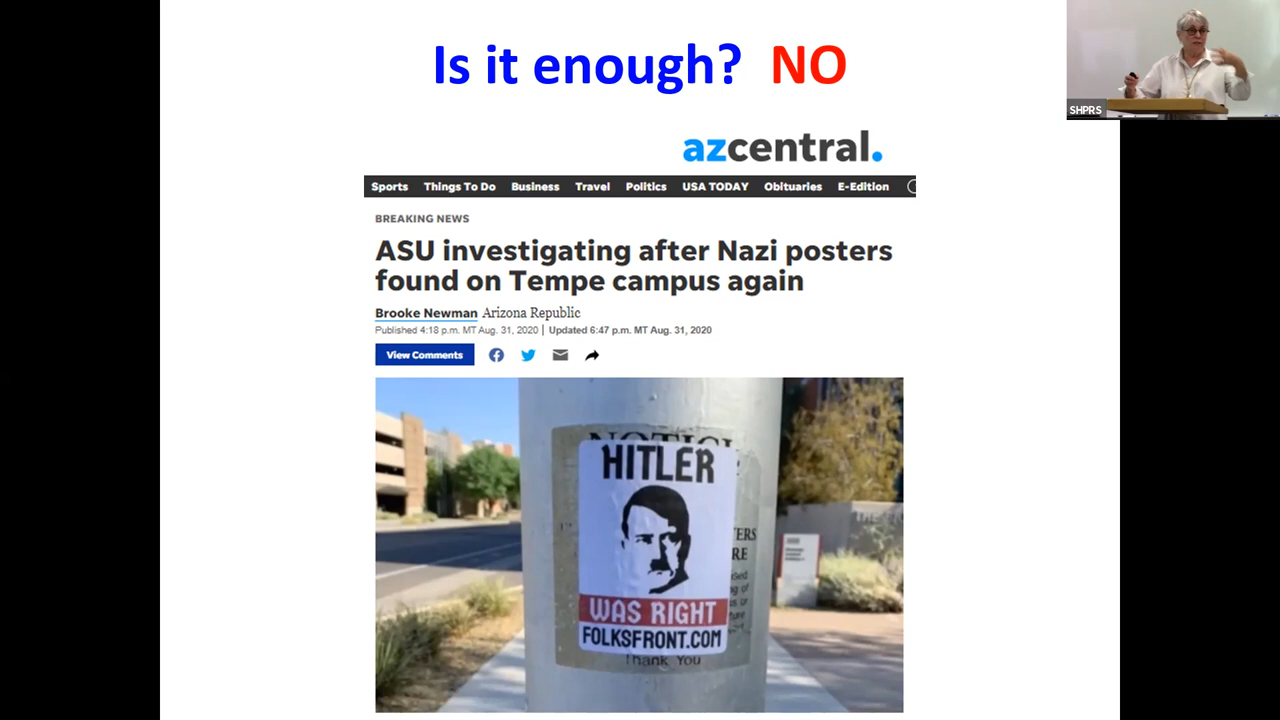 Is it enough? NO
SHPRS
azcentral.
Sports Things To Do Business Travel Politics USA TODAY Obituaries E-Edition
BREAKING NEWS
ASU investigating after Nazi posters
found on Tempe campus again
Brooke Newman Arizona Republic
Published 4:18 p.m. MT Aug. 31, 2020 | Updated 6:47 p.m. MT Aug. 31, 2020
View Comments
HITLER
WAS RIGHT
FOLKSFRONT.COM
Thank You